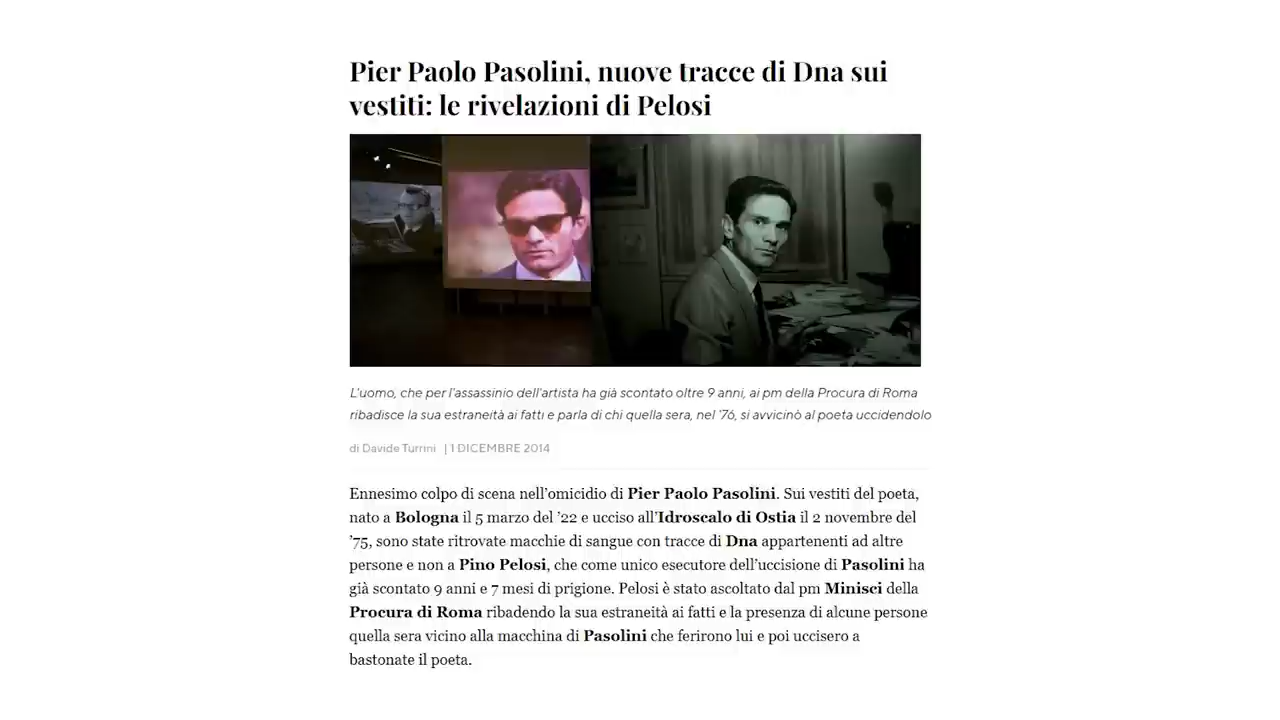 Pier Paolo Pasolini, nuove tracce di Dna sui
vestiti: le rivelazioni di Pelosi
L'uomo, che per l'assassinio dell'artista ha già scontato oltre 9 anni, ai pm della Procura di Roma
ribadisce la sua estraneità ai fatti e parla di chi quella sera, nel '76, si avvicinò al poeta uccidendolo
di Davide Turrini | 1 DICEMBRE 2014
Ennesimo colpo di scena nell'omicidio di Pier Paolo Pasolini. Sui vestiti del poeta,
nato a Bologna il 5 marzo del '22 e ucciso all'Idroscalo di Ostia il 2 novembre del
'75, sono state ritrovate macchie di sangue con tracce di Dna appartenenti ad altre
persone e non a Pino Pelosi, che come unico esecutore dell'uccisione di Pasolini ha
già scontato 9 anni e 7 mesi di prigione. Pelosi è stato ascoltato dal pm Minisci della
Procura di Roma ribadendo la sua estraneità ai fatti e la presenza di alcune persone
quella sera vicino alla macchina di Pasolini che ferirono lui e poi uccisero a
bastonate il poeta.